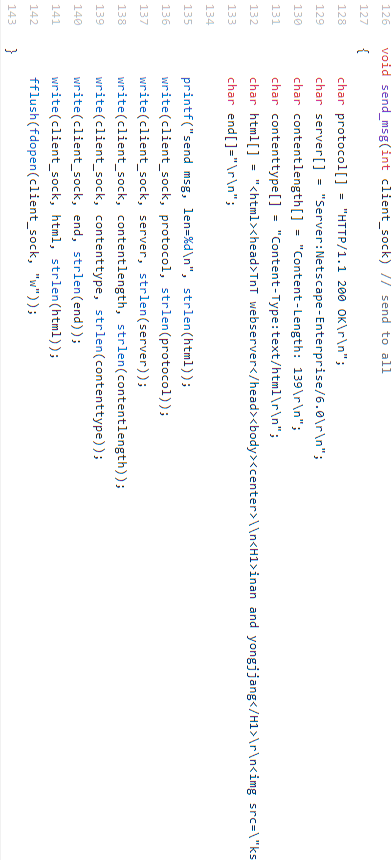 126 void send_msg(int client_sock) // send to all
127 {
128 char protocol[] = "HTTP/1.1 200 OK\r\n";
129 char server[] = "Server:Netscape-Enterprise/6.0\r\n";
130 char contentlength[] = "Content-Length: 139\r\n";
131 char contenttype[] = "Content-Type:text/html\r\n";
132 char html[] = "<html><head>TnT webserver</head><body><center>\\n<H1>inan and yongjjang</H1>\r\n<img src=\"ks
133 char end[]="\r\n";
134
135 printf("send msg, len=%d\n", strlen(html));
136 write(client_sock, protocol, strlen(protocol));
137 write(client_sock, server, strlen(server));
138 write(client_sock, contentlength, strlen(contentlength));
139 write(client_sock, contenttype, strlen(contenttype));
140 write(client_sock, end, strlen(end));
141 write(client_sock, html, strlen(html));
142 fflush(fdopen(client_sock, "w"));
143 }